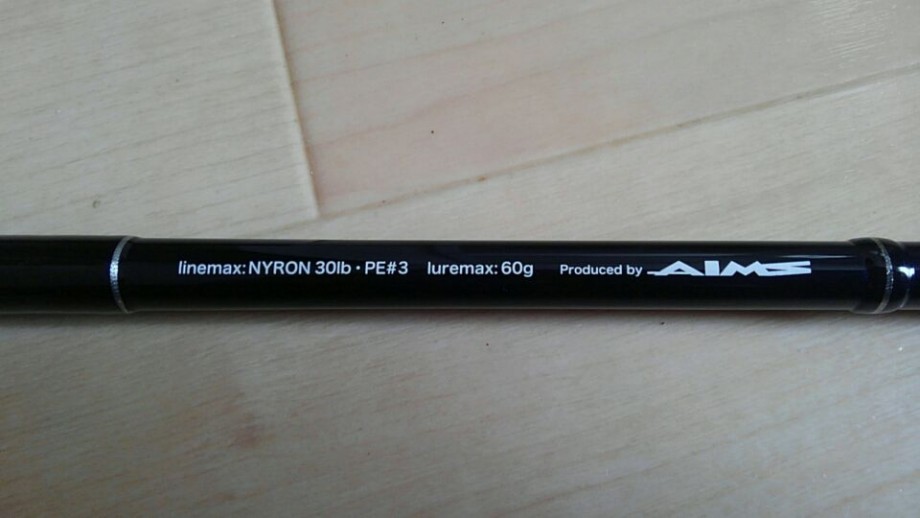 linemax: NYRON 30lb・PE#3 luremax: 60g Produced by AIMS